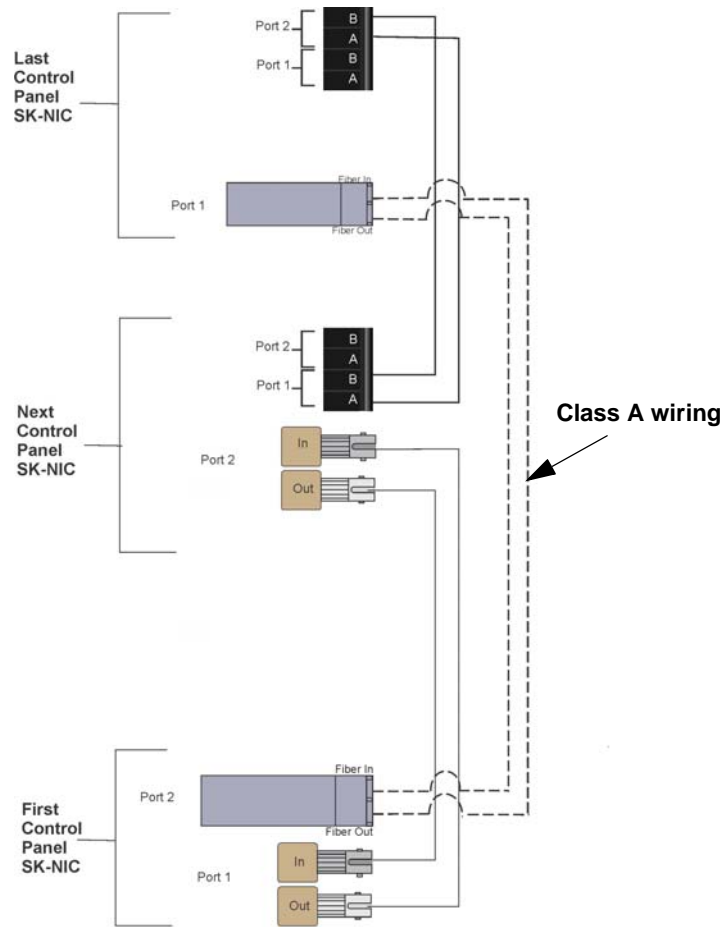 Port 2
B
A
Port 1
B
A
Last
Control
Panel
SK-NIC
Fiber In
Port 1
Fiber Out
Port 2
B
A
Port 1
B
A
Next
Control
Panel
SK-NIC
In
Port 2
Out
Class A wiring
Fiber In
Port 2
Fiber Out
First
Control
Panel
SK-NIC
In
Port 1
Out